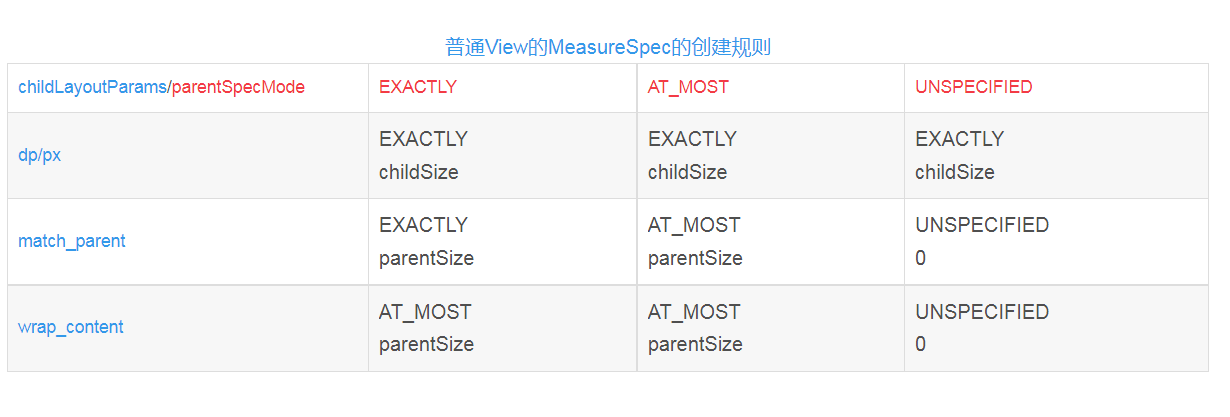 普通View的MeasureSpec的创建规则
childLayoutParams/parentSpecMode EXACTLY AT_MOST UNSPECIFIED
dp/px
EXACTLY
childSize
EXACTLY
childSize
EXACTLY
childSize
match_parent
EXACTLY
parentSize
AT_MOST
parentSize
UNSPECIFIED
0
wrap_content
AT_MOST
parentSize
AT_MOST
parentSize
UNSPECIFIED
0